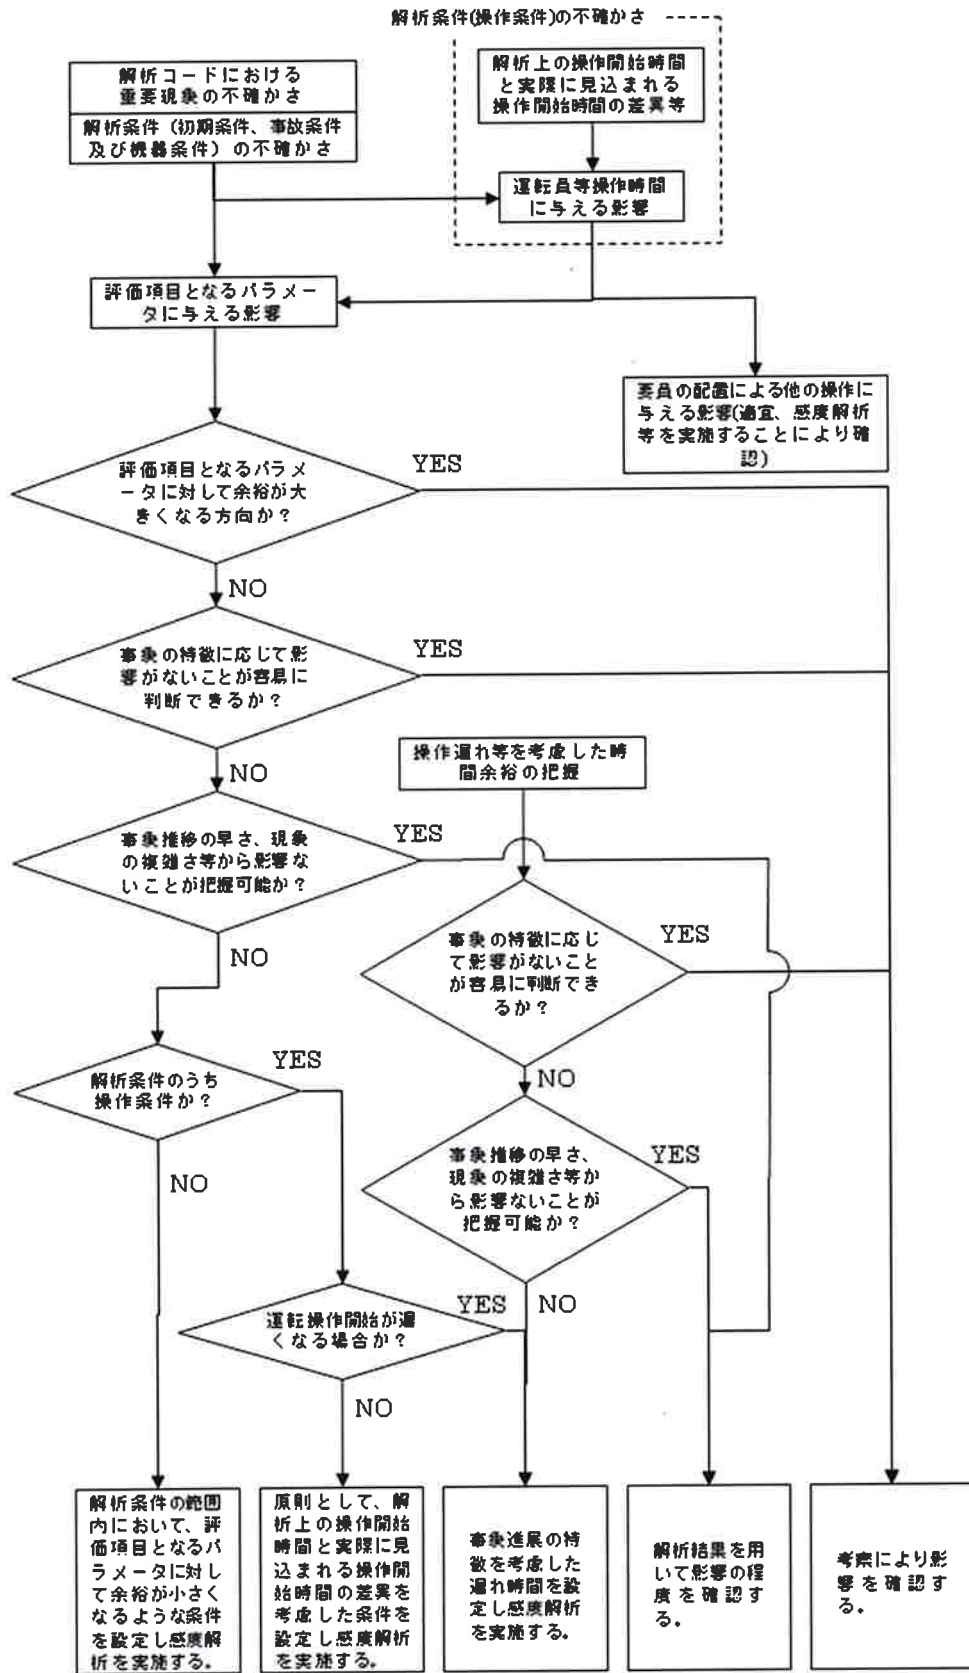 解析条件(操作条件)の不確かさ
解析コードにおける
重要現象の不確かさ
解析条件（初期条件、事故条件
及び機器条件）の不確かさ
解析上の操作開始時間
と実際に見込まれる
操作開始時間の差異等
運転員等操作時間
に与える影響
評価項目となるパラメー
タに与える影響
要員の配置による他の操作に
与える影響(適宜、感度解析
等を実施することにより確
認)
評価項目となるパラメ
ータに対して余裕が大
きくなる方向か？
YES
NO
事象の特徴に応じて影
響がないことが容易に
判断できるか？
YES
NO
操作遅れ等を考慮した時
間余裕の把握
事象推移の早さ、現象
の複雑さ等から影響な
いことが把握可能か？
YES
NO
事象の特徴に応じ
て影響がないこと
が容易に判断でき
るか？
YES
NO
解析条件のうち
操作条件か？
YES
NO
事象推移の早さ、
現象の複雑さ等か
ら影響ないことが
把握可能か？
YES
NO
運転操作開始が遅
くなる場合か？
YES
NO
解析条件の範囲
内において、評
価項目となるパ
ラメータに対し
て余裕が小さく
なるような条件
を設定し感度解
析を実施する。
原則として、解
析上の操作開始
時間と実際に見
込まれる操作開
始時間の差異を
考慮した条件を
設定し感度解析
を実施する。
事象進展の特
徴を考慮した
遅れ時間を設
定し感度解析
を実施する。
解析結果を用
いて影響の程
度を確認す
る。
考察により影
響を確認す
る。